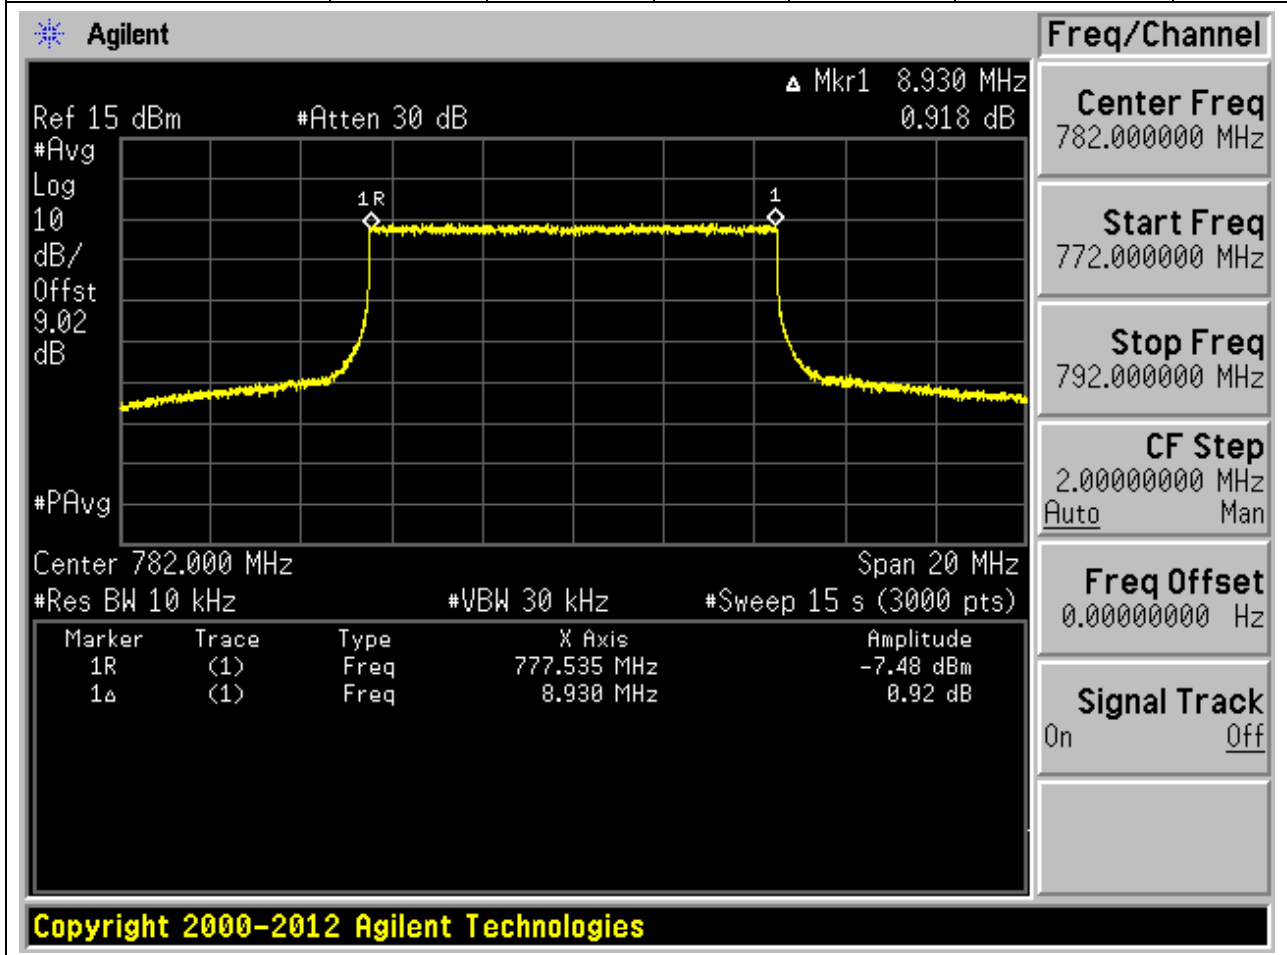 Agilent
Freq/Channel
Δ Mkr1 8.930 MHz
Ref 15 dBm #Atten 30 dB 0.918 dB
#Avg
Log
10
dB/
Offst
9.02
dB
1R
1
#PAvg
Center 782.000 MHz Span 20 MHz
#Res BW 10 kHz #VBW 30 kHz #Sweep 15 s (3000 pts)
Marker Trace Type X Axis Amplitude
1R (1) Freq 777.535 MHz -7.48 dBm
1Δ (1) Freq 8.930 MHz 0.92 dB
Center Freq
782.000000 MHz
Start Freq
772.000000 MHz
Stop Freq
792.000000 MHz
CF Step
2.00000000 MHz
Auto Man
Freq Offset
0.00000000 Hz
Signal Track
On Off
Copyright 2000-2012 Agilent Technologies